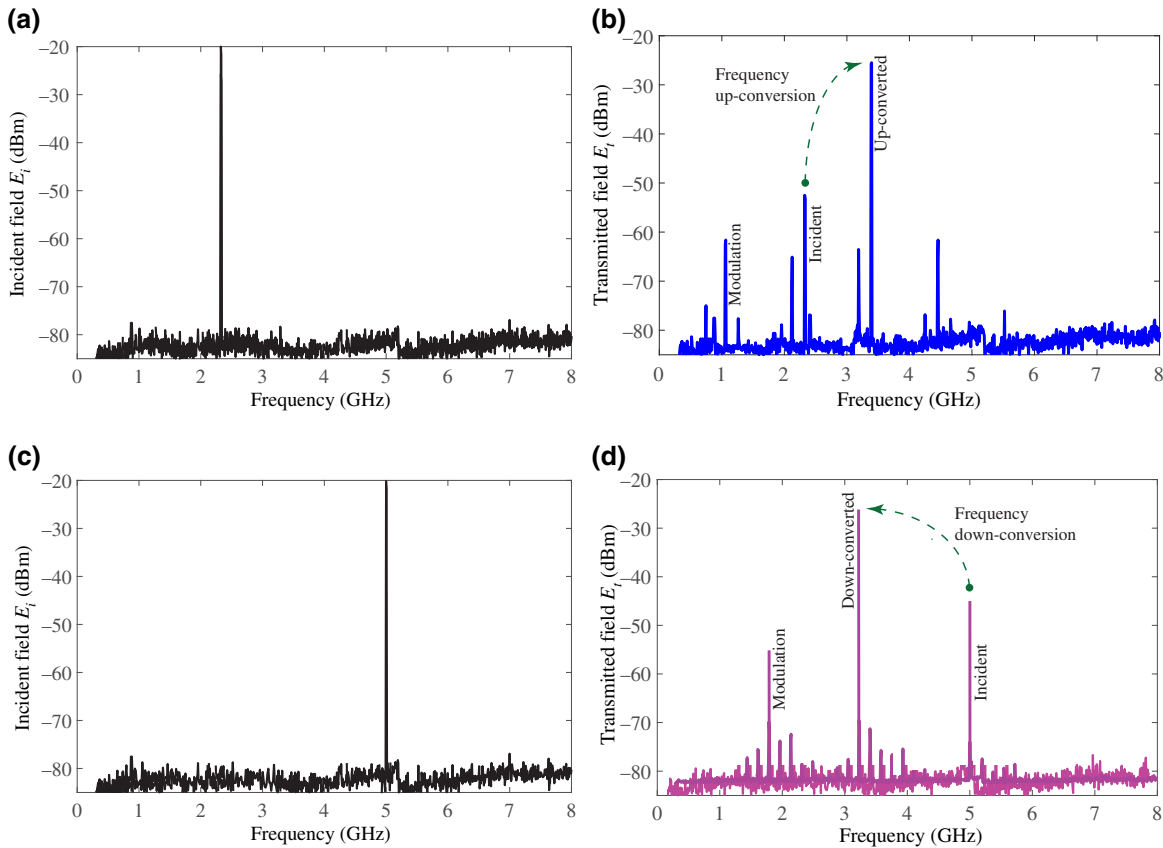 (a)
–20
–30
–40
–50
–60
–70
–80
Incident field E_i (dBm)
0 1 2 3 4 5 6 7 8
Frequency (GHz)
(b)
–20
–30
–40
–50
–60
–70
–80
Transmitted field E_t (dBm)
Frequency
up-conversion
Up-converted
Incident
Modulation
0 1 2 3 4 5 6 7 8
Frequency (GHz)
(c)
–20
–30
–40
–50
–60
–70
–80
Incident field E_i (dBm)
0 1 2 3 4 5 6 7 8
Frequency (GHz)
(d)
–20
–30
–40
–50
–60
–70
–80
Transmitted field E_t (dBm)
Down-converted
Frequency
down-conversion
Modulation
Incident
0 1 2 3 4 5 6 7 8
Frequency (GHz)